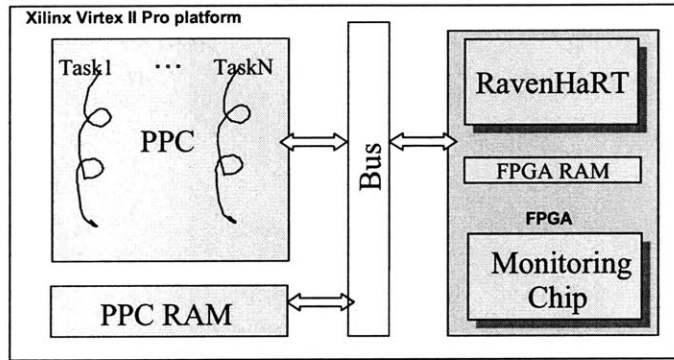 Xilinx Virtex II Pro platform
Task1 ... TaskN
PPC
PPC RAM
Bus
RavenHaRT
FPGA RAM
FPGA
Monitoring
Chip